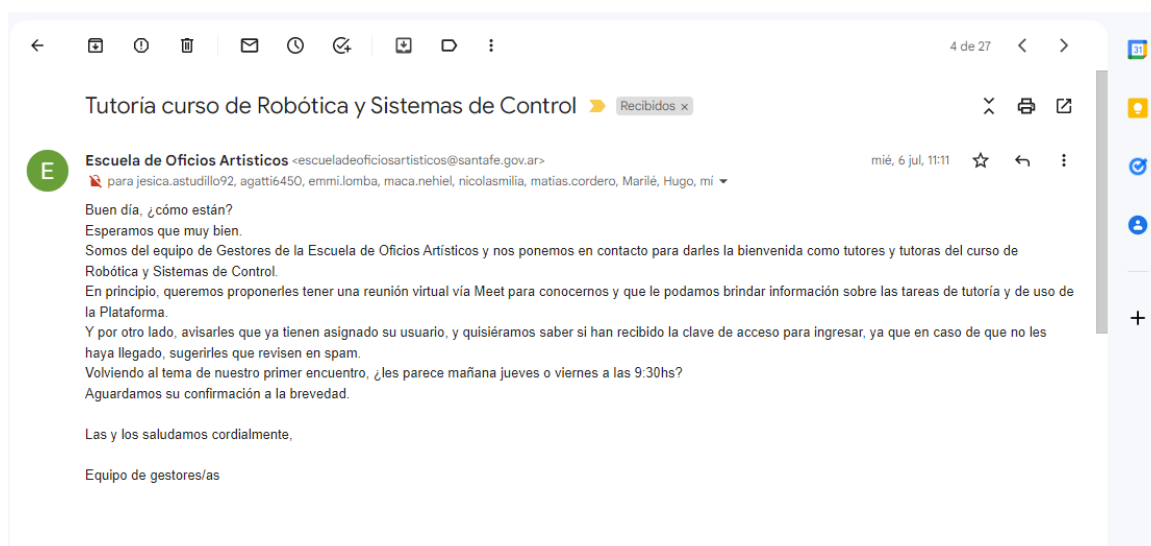 4 de 27
31
Tutoría curso de Robótica y Sistemas de Control
Recibidos ×
E
Escuela de Oficios Artisticos <escueladeoficiosartisticos@santafe.gov.ar>
mié, 6 jul, 11:11
para jesica.astudillo92, agatti6450, emmi.lomba, maca.nehiel, nicolasmilia, matias.cordero, Marilé, Hugo, mí
Buen día, ¿cómo están?
Esperamos que muy bien.
Somos del equipo de Gestores de la Escuela de Oficios Artísticos y nos ponemos en contacto para darles la bienvenida como tutores y tutoras del curso de
Robótica y Sistemas de Control.
En principio, queremos proponerles tener una reunión virtual vía Meet para conocernos y que le podamos brindar información sobre las tareas de tutoría y de uso de
la Plataforma.
Y por otro lado, avisarles que ya tienen asignado su usuario, y quisiéramos saber si han recibido la clave de acceso para ingresar, ya que en caso de que no les
haya llegado, sugerirles que revisen en spam.
Volviendo al tema de nuestro primer encuentro, ¿les parece mañana jueves o viernes a las 9:30hs?
Aguardamos su confirmación a la brevedad.
Las y los saludamos cordialmente,
Equipo de gestores/as